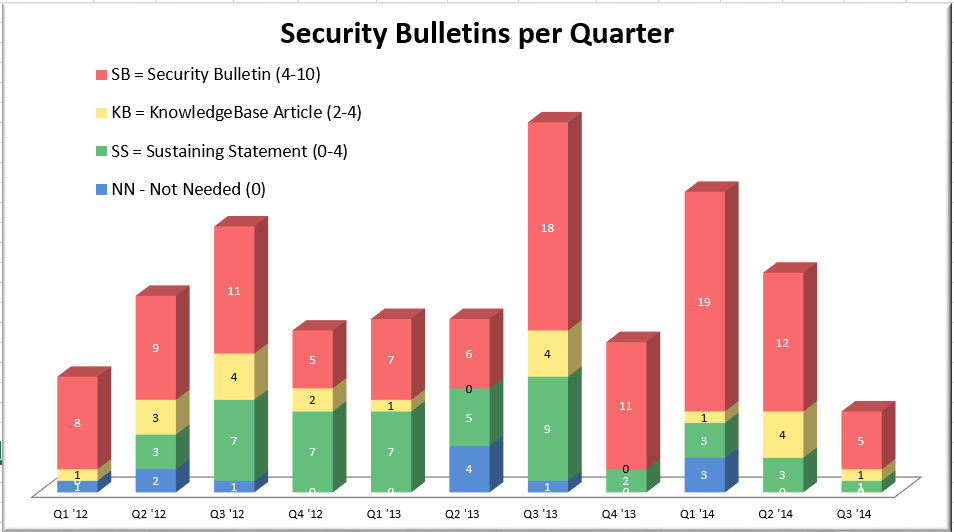 Security Bulletins per Quarter
SB = Security Bulletin (4-10)
KB = KnowledgeBase Article (2-4)
SS = Sustaining Statement (0-4)
NN - Not Needed (0)
8
1
0
1
9
3
3
2
11
4
7
1
5
2
7
0
7
1
7
0
6
0
5
4
18
4
9
1
11
0
2
0
19
1
3
3
12
4
3
0
5
1
1
0
Q1 '12
Q2 '12
Q3 '12
Q4 '12
Q1 '13
Q2 '13
Q3 '13
Q4 '13
Q1 '14
Q2 '14
Q3 '14